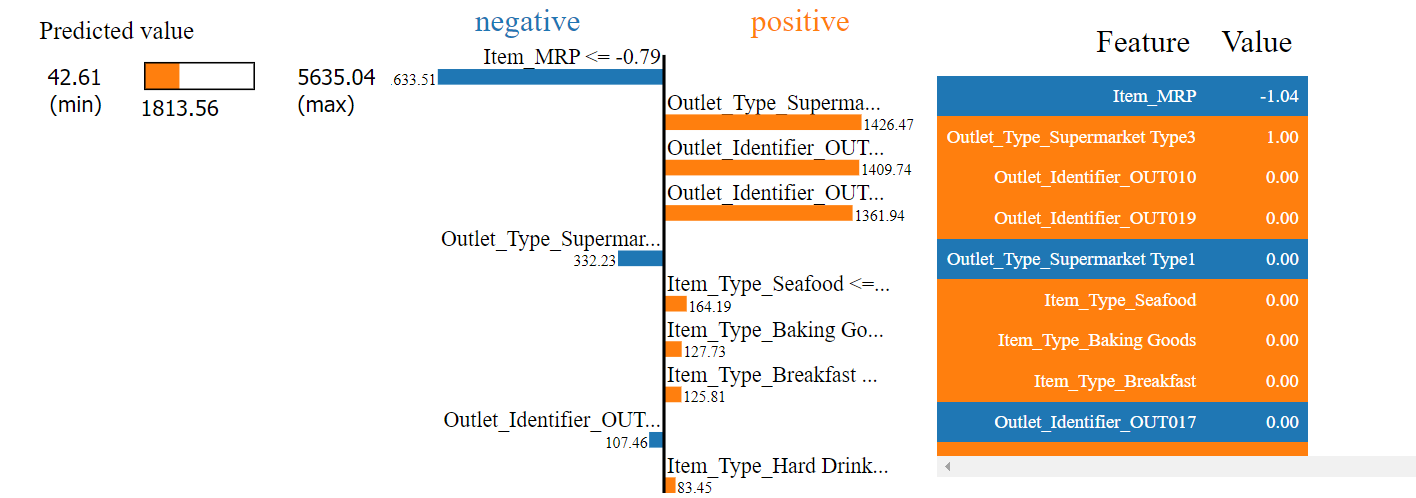 Predicted value
42.61
(min)
1813.56
5635.04
(max)
negative
positive
Item_MRP <= -0.79
.633.51
Outlet_Type_Superma...
1426.47
Outlet_Identifier_OUT...
1409.74
Outlet_Identifier_OUT...
1361.94
Outlet_Type_Supermar...
332.23
Item_Type_Seafood <=...
164.19
Item_Type_Baking Go...
127.73
Item_Type_Breakfast ...
125.81
Outlet_Identifier_OUT...
107.46
Item_Type_Hard Drink...
83.45
Feature Value
Item_MRP -1.04
Outlet_Type_Supermarket Type3 1.00
Outlet_Identifier_OUT010 0.00
Outlet_Identifier_OUT019 0.00
Outlet_Type_Supermarket Type1 0.00
Item_Type_Seafood 0.00
Item_Type_Baking Goods 0.00
Item_Type_Breakfast 0.00
Outlet_Identifier_OUT017 0.00